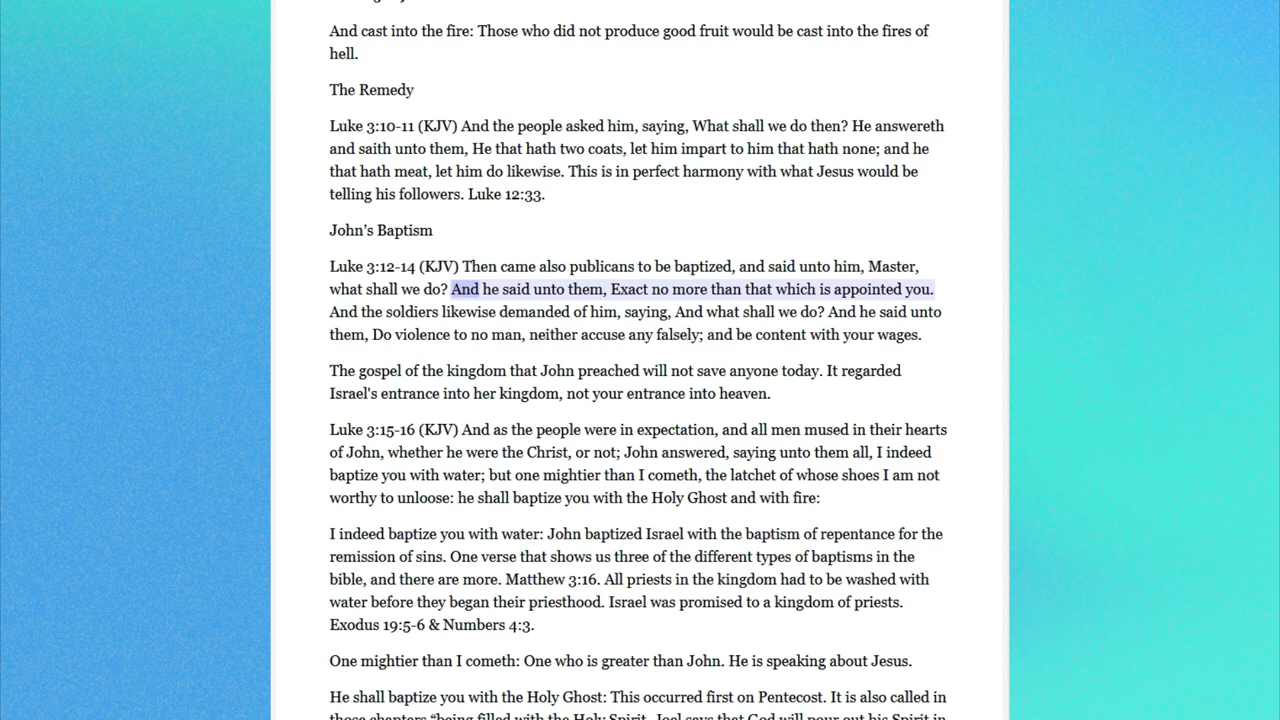 And cast into the fire: Those who did not produce good fruit would be cast into the fires of
hell.
The Remedy
Luke 3:10-11 (KJV) And the people asked him, saying, What shall we do then? He answereth
and saith unto them, He that hath two coats, let him impart to him that hath none; and he
that hath meat, let him do likewise. This is in perfect harmony with what Jesus would be
telling his followers. Luke 12:33.
John’s Baptism
Luke 3:12-14 (KJV) Then came also publicans to be baptized, and said unto him, Master,
what shall we do? And he said unto them, Exact no more than that which is appointed you.
And the soldiers likewise demanded of him, saying, And what shall we do? And he said unto
them, Do violence to no man, neither accuse any falsely; and be content with your wages.
The gospel of the kingdom that John preached will not save anyone today. It regarded
Israel's entrance into her kingdom, not your entrance into heaven.
Luke 3:15-16 (KJV) And as the people were in expectation, and all men mused in their hearts
of John, whether he were the Christ, or not; John answered, saying unto them all, I indeed
baptize you with water; but one mightier than I cometh, the latchet of whose shoes I am not
worthy to unloose: he shall baptize you with the Holy Ghost and with fire:
I indeed baptize you with water: John baptized Israel with the baptism of repentance for the
remission of sins. One verse that shows us three of the different types of baptisms in the
bible, and there are more. Matthew 3:16. All priests in the kingdom had to be washed with
water before they began their priesthood. Israel was promised to a kingdom of priests.
Exodus 19:5-6 & Numbers 4:3.
One mightier than I cometh: One who is greater than John. He is speaking about Jesus.
He shall baptize you with the Holy Ghost: This occurred first on Pentecost. It is also called in
those chapters “being filled with the Holy Spirit. Joel says that God will pour out his Spirit in